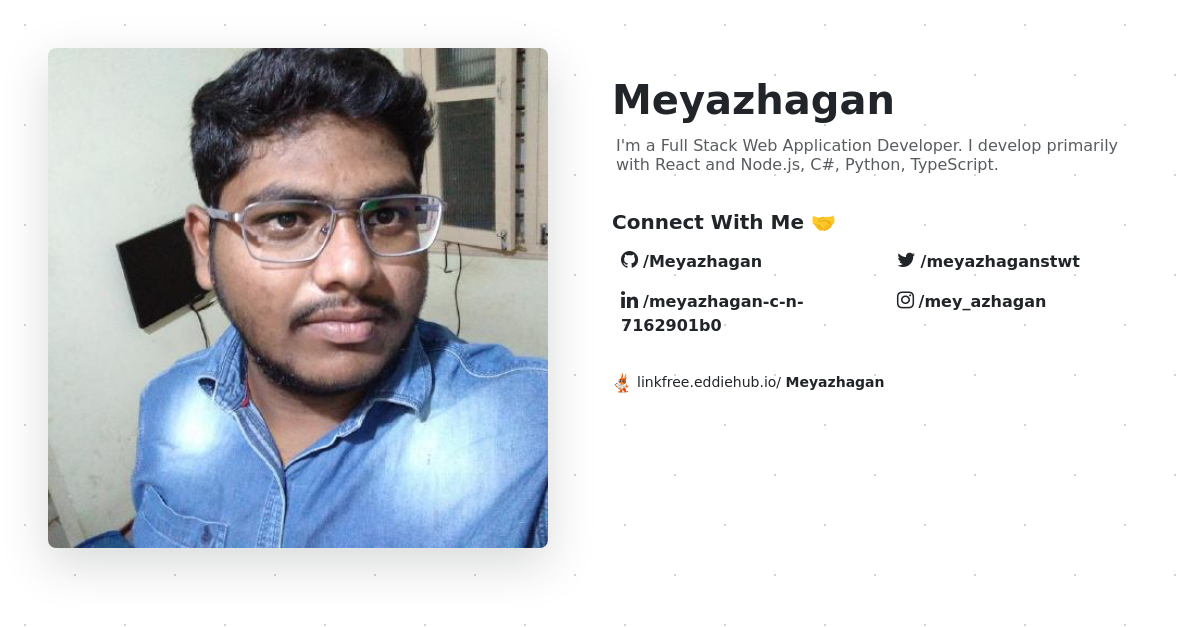 Meyazhagan
I'm a Full Stack Web Application Developer. I develop primarily
with React and Node.js, C#, Python, TypeScript.
Connect With Me 🤝
/Meyazhagan
/meyazhaganstwt
/meyazhagan-c-n-
7162901b0
/mey_azhagan
linkfree.eddiehub.io/ Meyazhagan